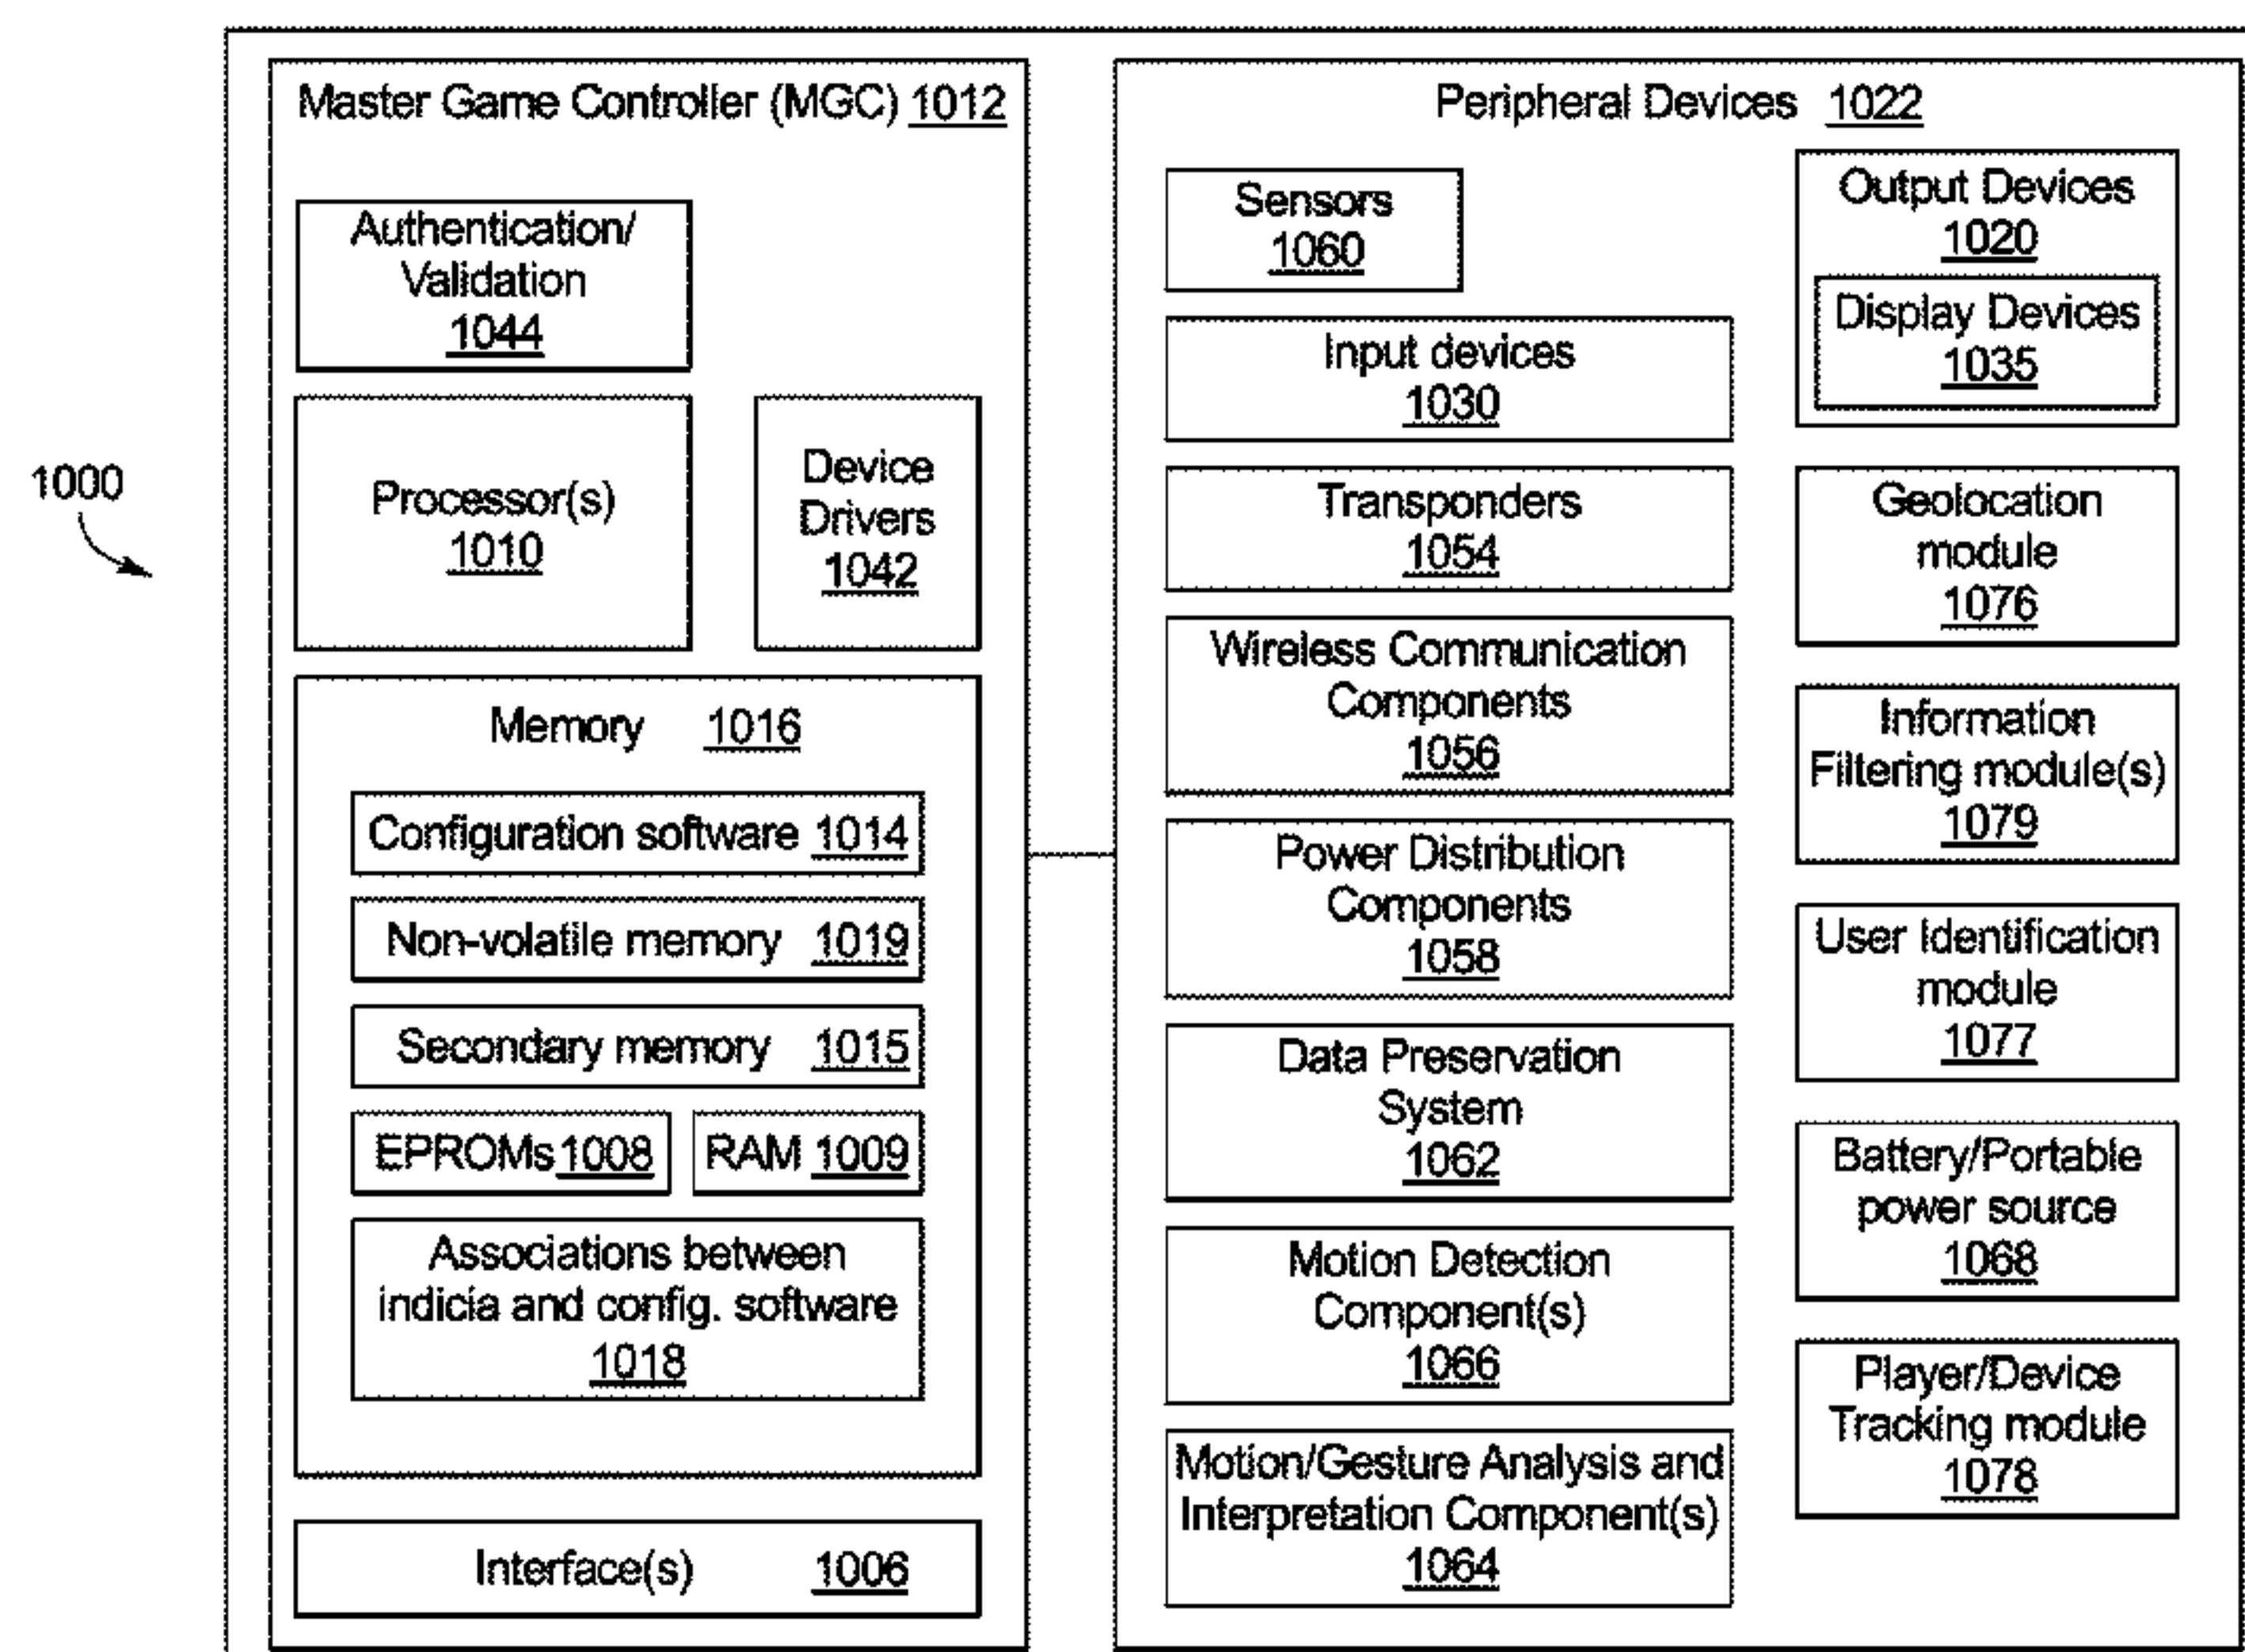 1000
Master Game Controller (MGC) 1012
Authentication/
Validation
1044
Processor(s)
1010
Device
Drivers
1042
Memory 1016
Configuration software 1014
Non-volatile memory 1019
Secondary memory 1015
EPROMs 1008
RAM 1009
Associations between
indicia and config. software
1018
Interface(s) 1006
Peripheral Devices 1022
Sensors
1060
Input devices
1030
Transponders
1054
Wireless Communication
Components
1056
Power Distribution
Components
1058
Data Preservation
System
1062
Motion Detection
Component(s)
1066
Motion/Gesture Analysis and
Interpretation Component(s)
1064
Output Devices
1020
Display Devices
1035
Geolocation
module
1076
Information
Filtering module(s)
1079
User Identification
module
1077
Battery/Portable
power source
1068
Player/Device
Tracking module
1078